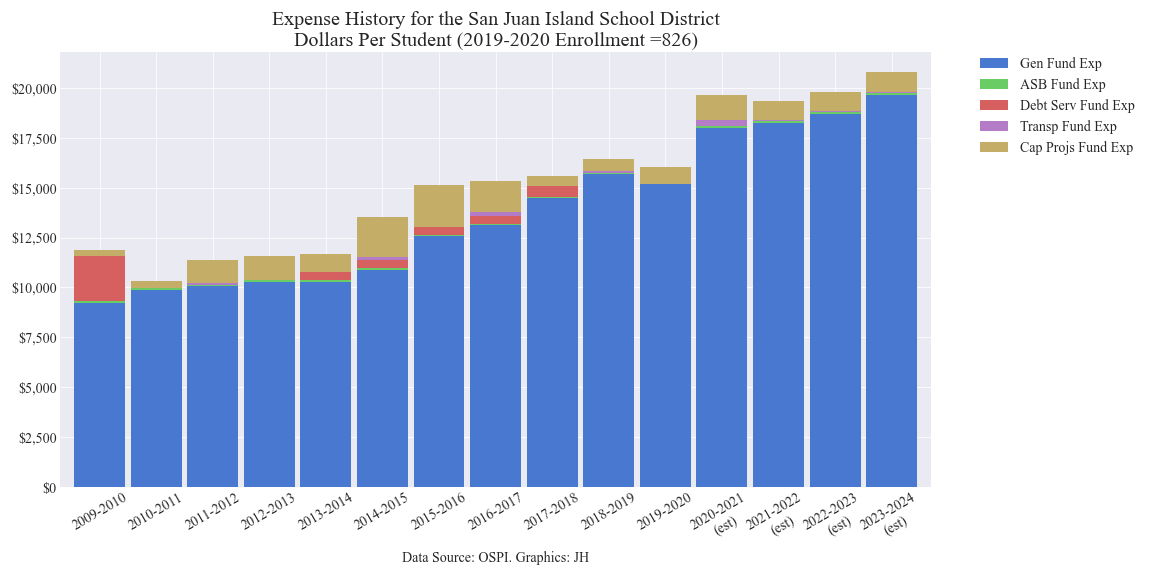 Expense History for the San Juan Island School District
Dollars Per Student (2019-2020 Enrollment =826)
Gen Fund Exp
ASB Fund Exp
Debt Serv Fund Exp
Transp Fund Exp
Cap Projs Fund Exp
$20,000
$17,500
$15,000
$12,500
$10,000
$7,500
$5,000
$2,500
$0
2009-2010
2010-2011
2011-2012
2012-2013
2013-2014
2014-2015
2015-2016
2016-2017
2017-2018
2018-2019
2019-2020
2020-2021
(est)
2021-2022
(est)
2022-2023
(est)
2023-2024
(est)
Data Source: OSPI. Graphics: JH